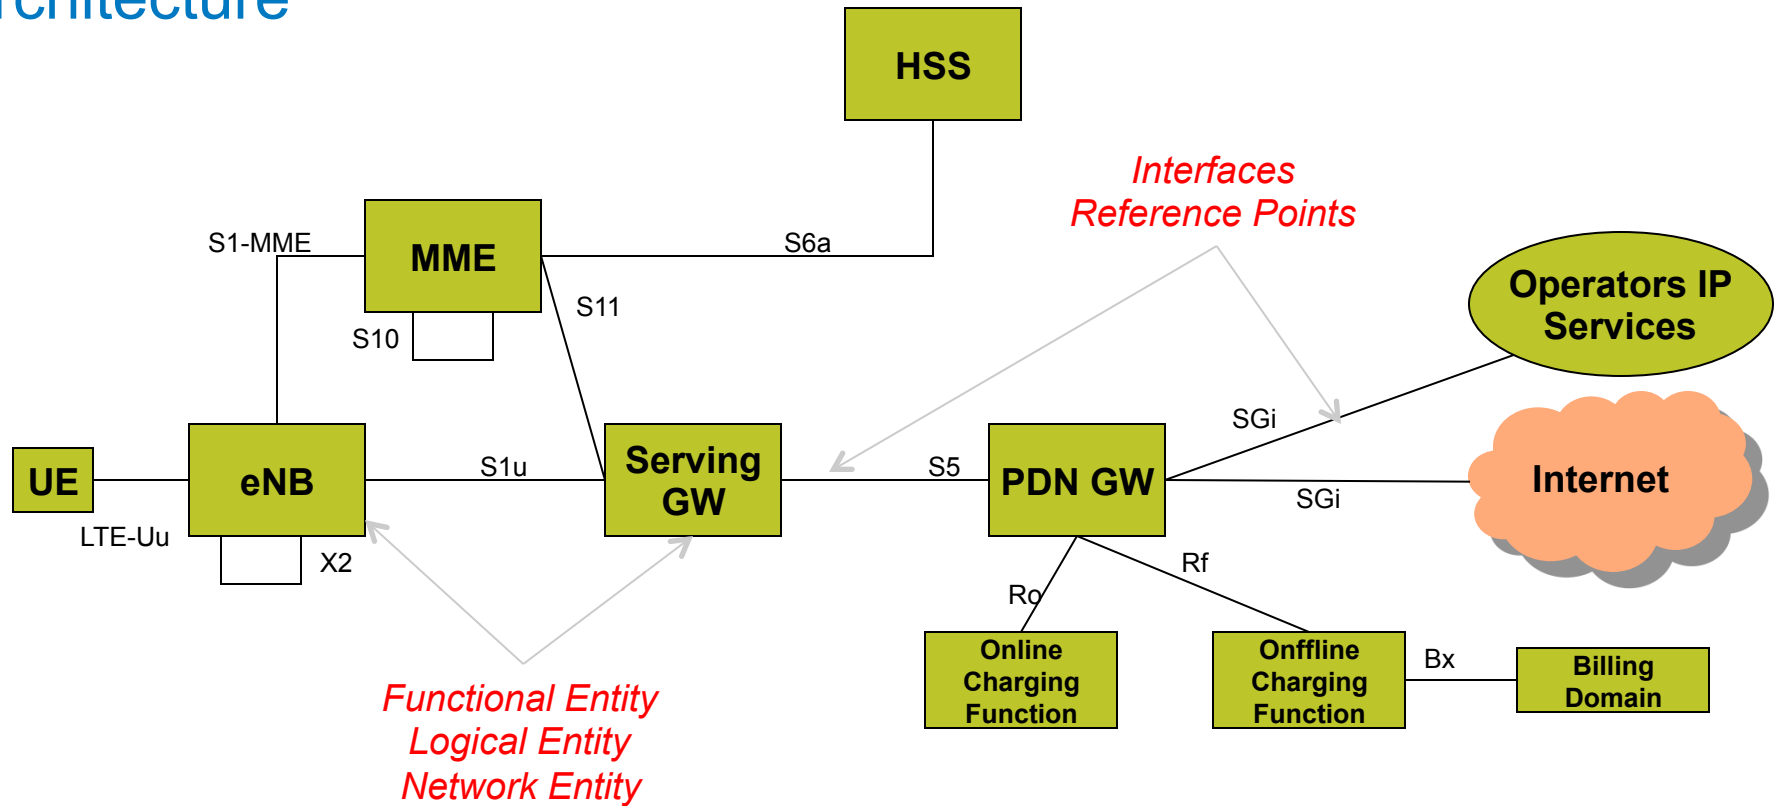 rchitecture
HSS
Interfaces
Reference Points
S1-MME
MME
S6a
S10
S11
Operators IP
Services
SGi
UE
eNB
S1u
Serving
GW
S5
PDN GW
Internet
SGi
LTE-Uu
X2
Rf
Ro
Online
Charging
Function
Onffline
Charging
Function
Bx
Billing
Domain
Functional Entity
Logical Entity
Network Entity